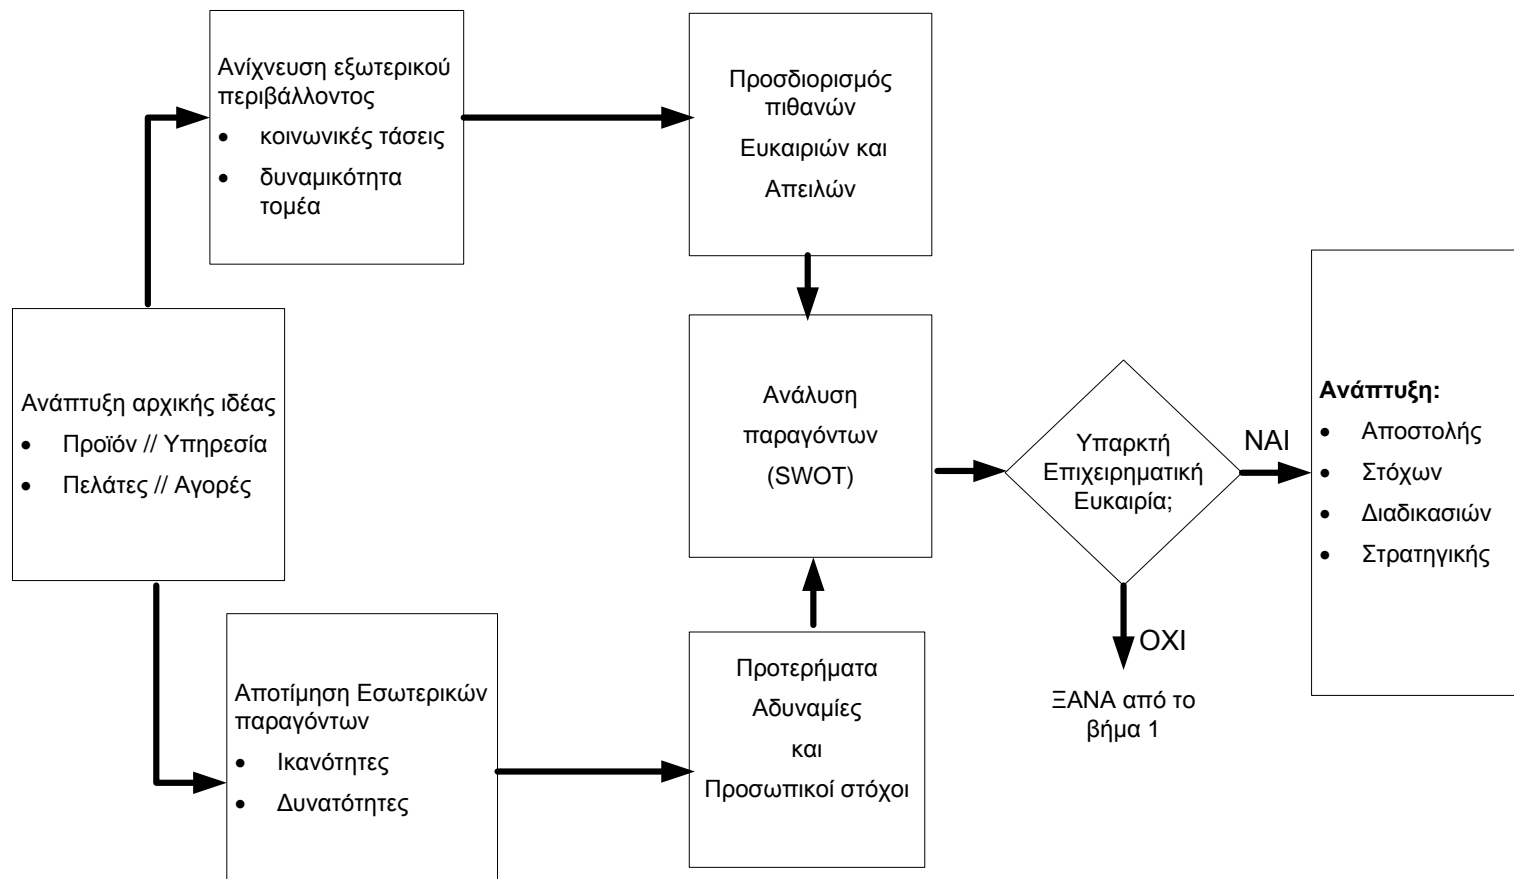 Ανίχνευση εξωτερικού
περιβάλλοντος
• κοινωνικές τάσεις
• δυναμικότητα
τομέα
Προσδιορισμός
πιθανών
Ευκαιριών και
Απειλών
Ανάπτυξη αρχικής ιδέας
• Προϊόν // Υπηρεσία
• Πελάτες // Αγορές
Ανάλυση
παραγόντων
(SWOT)
Υπαρκτή
Επιχειρηματική
Ευκαιρία;
ΝΑΙ
Ανάπτυξη:
• Αποστολής
• Στόχων
• Διαδικασιών
• Στρατηγικής
ΟΧΙ
ΞΑΝΑ από το
βήμα 1
Αποτίμηση Εσωτερικών
παραγόντων
• Ικανότητες
• Δυνατότητες
Προτερήματα
Αδυναμίες
και
Προσωπικοί στόχοι